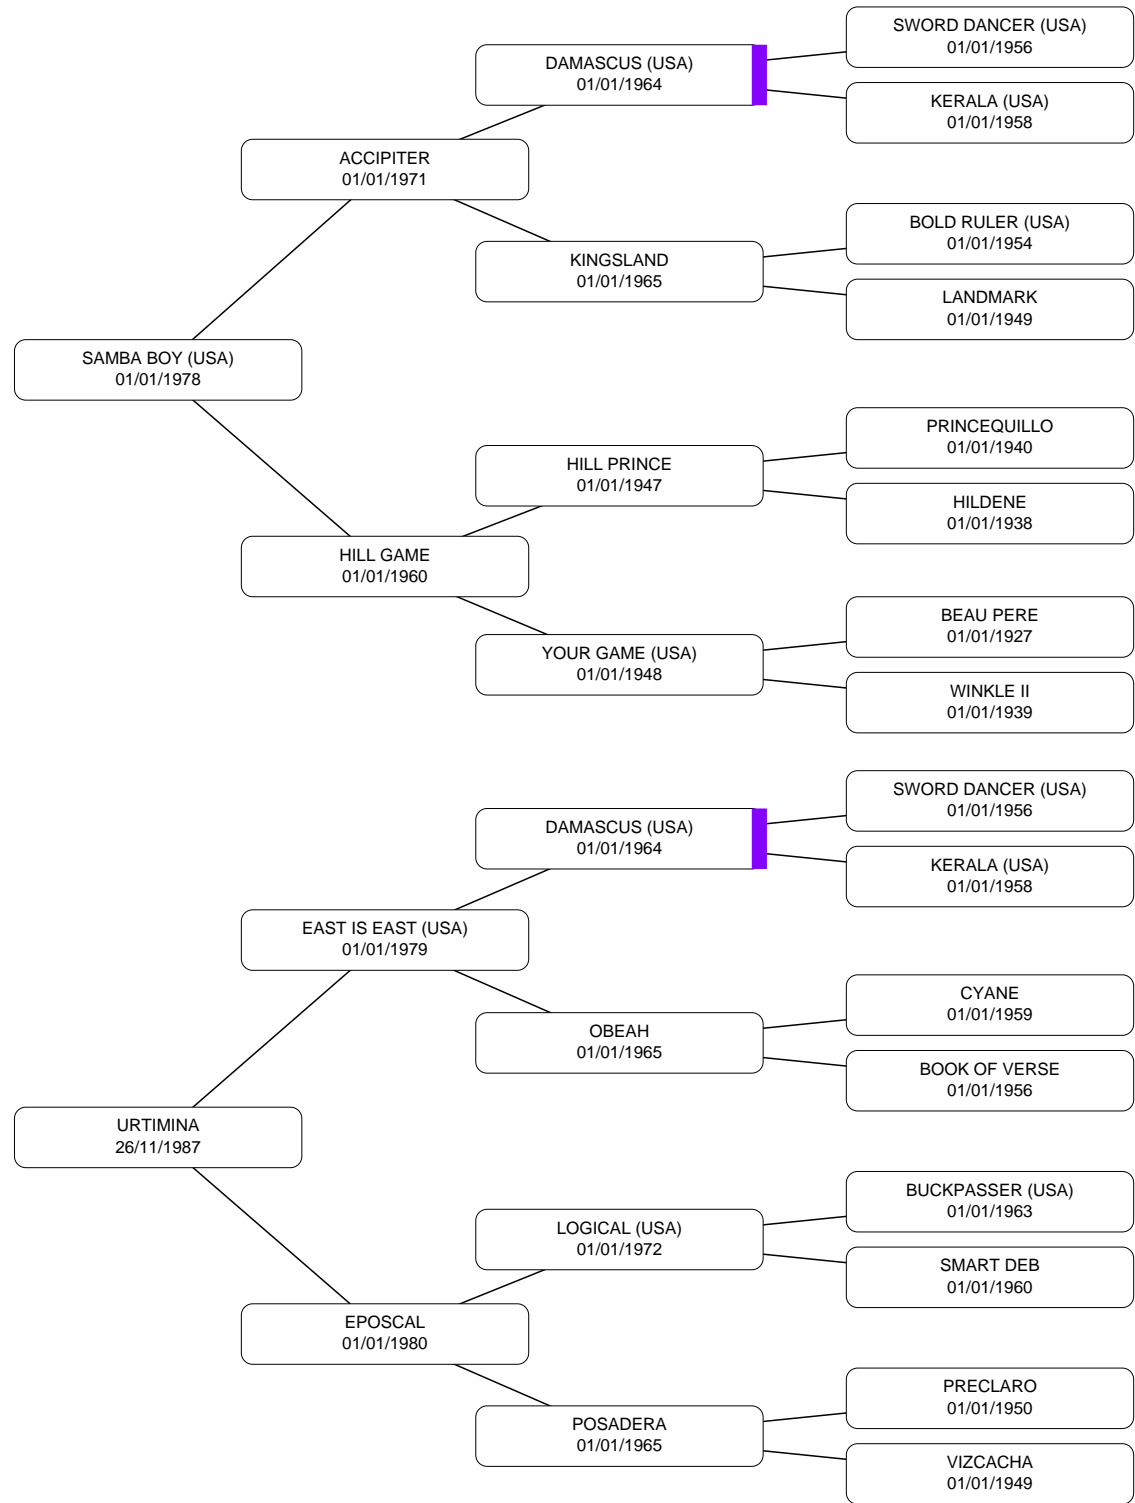 SWORD DANCER (USA)
01/01/1956
DAMASCUS (USA)
01/01/1964
KERALA (USA)
01/01/1958
ACCIPITER
01/01/1971
BOLD RULER (USA)
01/01/1954
KINGSLAND
01/01/1965
LANDMARK
01/01/1949
SAMBA BOY (USA)
01/01/1978
PRINCEQUILLO
01/01/1940
HILL PRINCE
01/01/1947
HILDENE
01/01/1938
HILL GAME
01/01/1960
BEAU PERE
01/01/1927
YOUR GAME (USA)
01/01/1948
WINKLE II
01/01/1939
SWORD DANCER (USA)
01/01/1956
DAMASCUS (USA)
01/01/1964
KERALA (USA)
01/01/1958
EAST IS EAST (USA)
01/01/1979
CYANE
01/01/1959
OBEAH
01/01/1965
BOOK OF VERSE
01/01/1956
URTIMINA
26/11/1987
BUCKPASSER (USA)
01/01/1963
LOGICAL (USA)
01/01/1972
SMART DEB
01/01/1960
EPOSCAL
01/01/1980
PRECLARO
01/01/1950
POSADERA
01/01/1965
VIZCACHA
01/01/1949